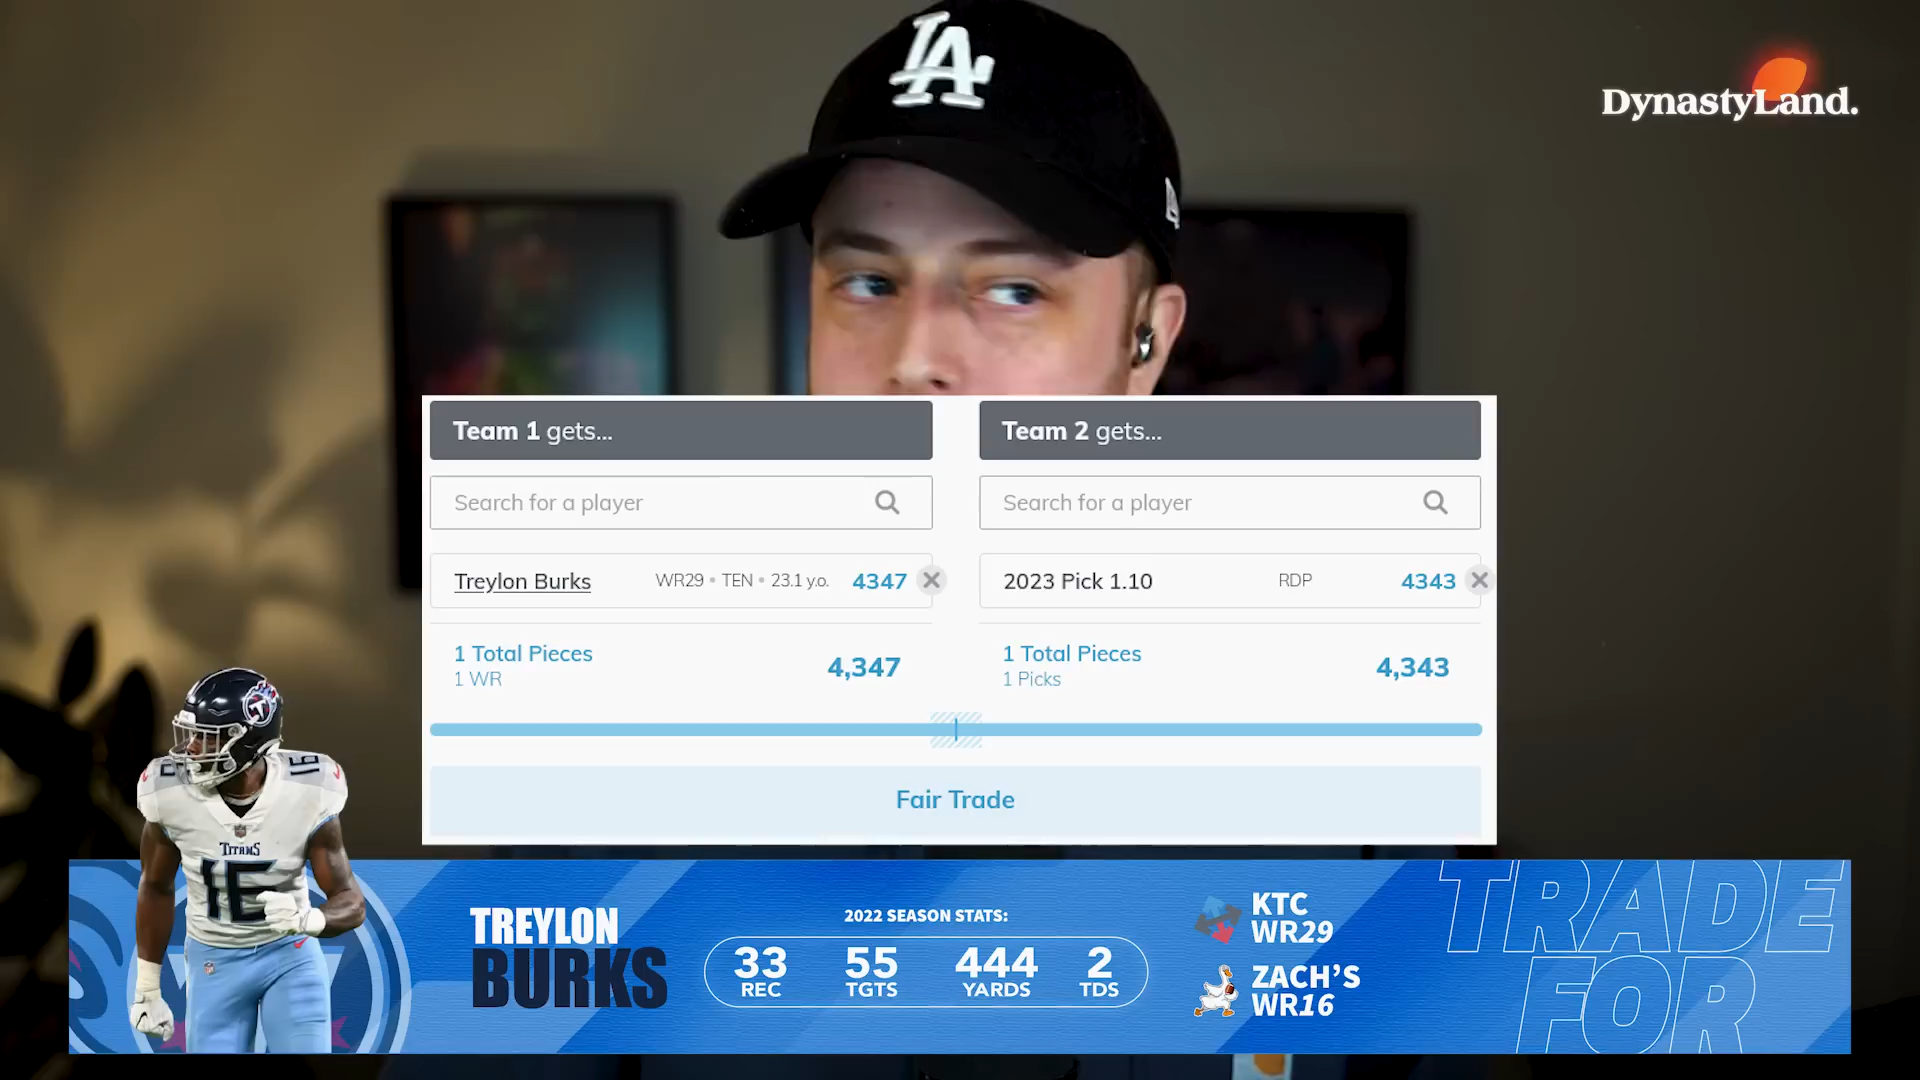 LA
DynastyLand.
Team 1 gets...
Team 2 gets...
Search for a player
Search for a player
Treylon Burks WR29 • TEN • 23.1 y.o. 4347
2023 Pick 1.10 RDP 4343
1 Total Pieces
1 WR
4,347
1 Total Pieces
1 Picks
4,343
Fair Trade
TREYLON
BURKS
2022 SEASON STATS:
33 REC
55 TGTS
444 YARDS
2 TDS
KTC
WR29
ZACH'S
WR16
TRADE
FOR
TITANS
16
16